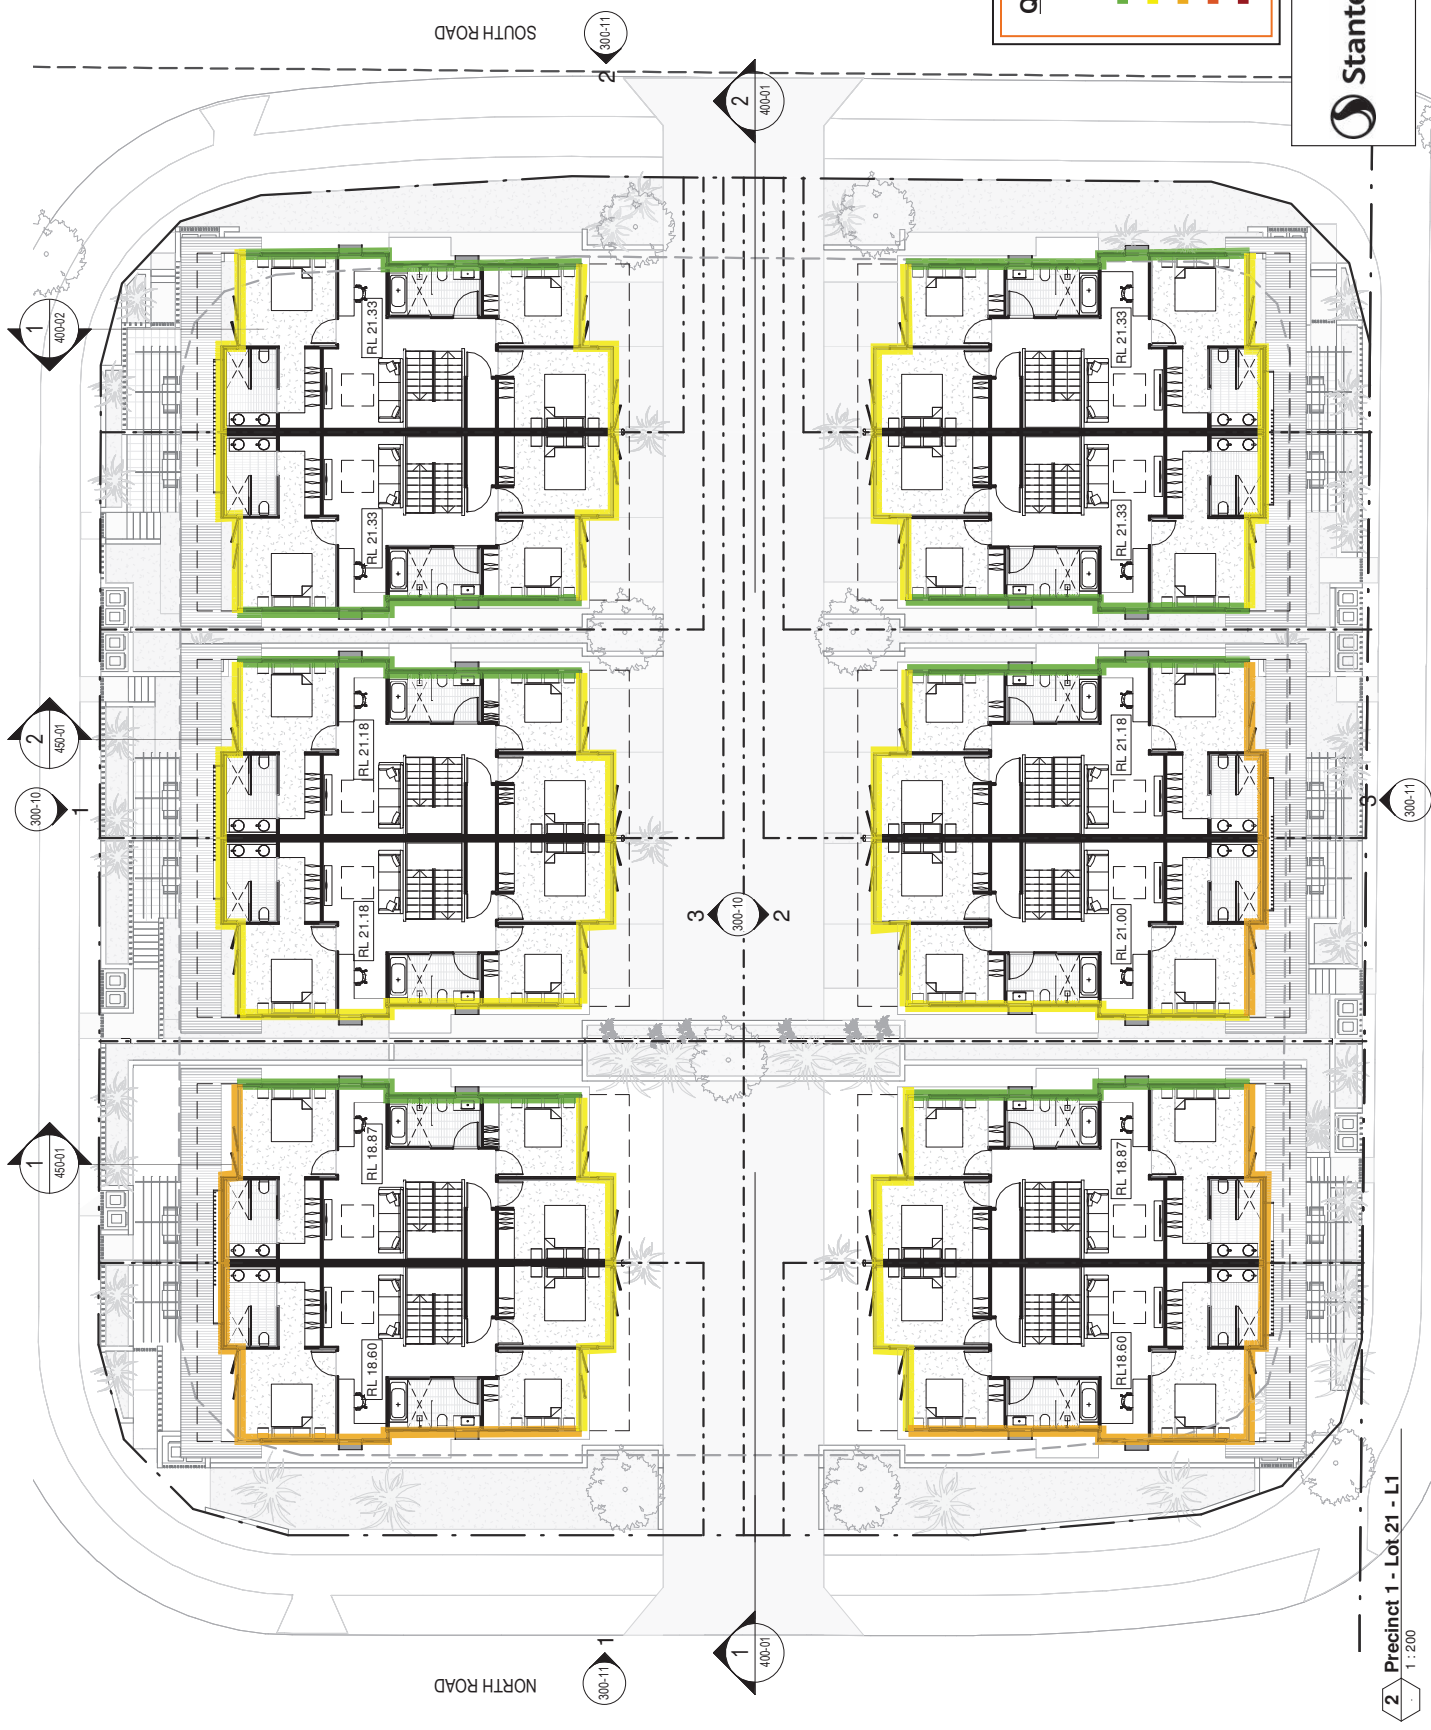 SOUTH ROAD
300-11
2
2
400-01
Q
Stante
1
400-02
RL 21.33
RL 21.33
RL 21.33
RL 21.33
2
450-01
300-10
1
RL 21.18
RL 21.18
RL 21.18
RL 21.00
3
300-10
2
3
300-11
1
450-01
RL 18.87
RL 18.60
RL 18.87
RL 18.60
NORTH ROAD
300-11
1
1
400-01
2 Precinct 1 - Lot 21 - L1
1 : 200